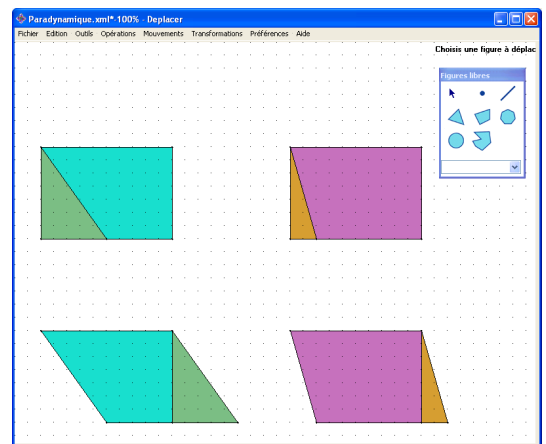 Paradynamique.xml*-100% - Deplacer
Fichier Edition Outils Opérations Mouvements Transformations Préférences Aide
Choisis une figure à déplac
Figures libres